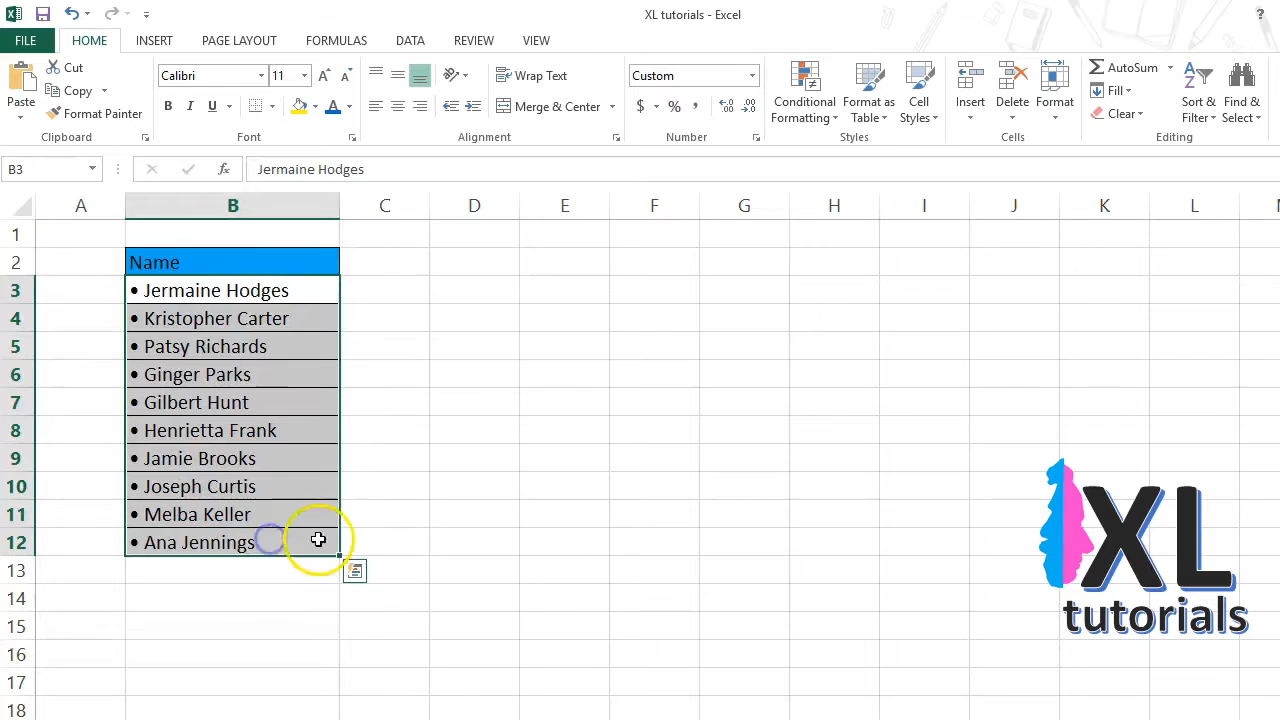 XL tutorials - Excel
?
FILE HOME INSERT PAGE LAYOUT FORMULAS DATA REVIEW VIEW
Paste
Cut
Copy
Format Painter
Clipboard
Calibri 11 A A
B I U A
Font
Wrap Text
Merge & Center
Alignment
Custom
$ % , .0 .00
Number
Conditional Formatting
Format as Table
Cell Styles
Styles
Insert Delete Format
Cells
Σ AutoSum
Fill
Clear
Sort & Filter
Find & Select
Editing
B3 fx Jermaine Hodges
A B C D E F G H I J K L
1
2 Name
3 • Jermaine Hodges
4 • Kristopher Carter
5 • Patsy Richards
6 • Ginger Parks
7 • Gilbert Hunt
8 • Henrietta Frank
9 • Jamie Brooks
10 • Joseph Curtis
11 • Melba Keller
12 • Ana Jennings
13
14
15
16
17
18
XL
tutorials